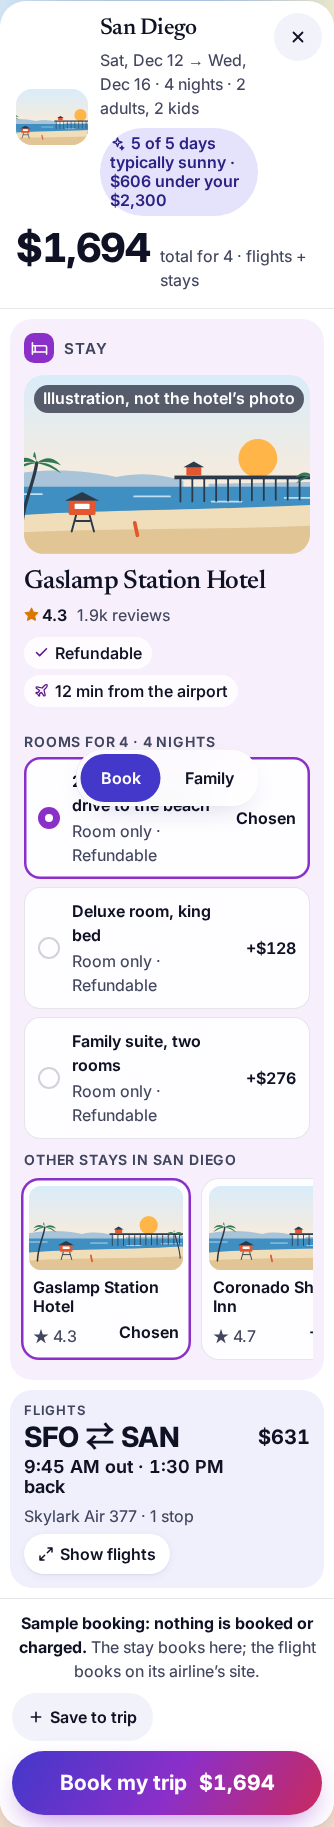 San Diego
Sat, Dec 12 → Wed,
Dec 16 · 4 nights · 2
adults, 2 kids
5 of 5 days
typically sunny ·
$606 under your
$2,300
$1,694 total for 4 · flights +
stays
STAY
Illustration, not the hotel's photo
Gaslamp Station Hotel
4.3 1.9k reviews
Refundable
12 min from the airport
ROOMS FOR 4 · 4 NIGHTS
Book Family
drive to the beach
Chosen
Room only ·
Refundable
Deluxe room, king
bed
Room only ·
Refundable
+$128
Family suite, two
rooms
Room only ·
Refundable
+$276
OTHER STAYS IN SAN DIEGO
Gaslamp Station
Hotel
★ 4.3 Chosen
Coronado Sh
Inn
★ 4.7
FLIGHTS
SFO ⇄ SAN $631
9:45 AM out · 1:30 PM
back
Skylark Air 377 · 1 stop
Show flights
Sample booking: nothing is booked or
charged. The stay books here; the flight
books on its airline's site.
+ Save to trip
Book my trip $1,694